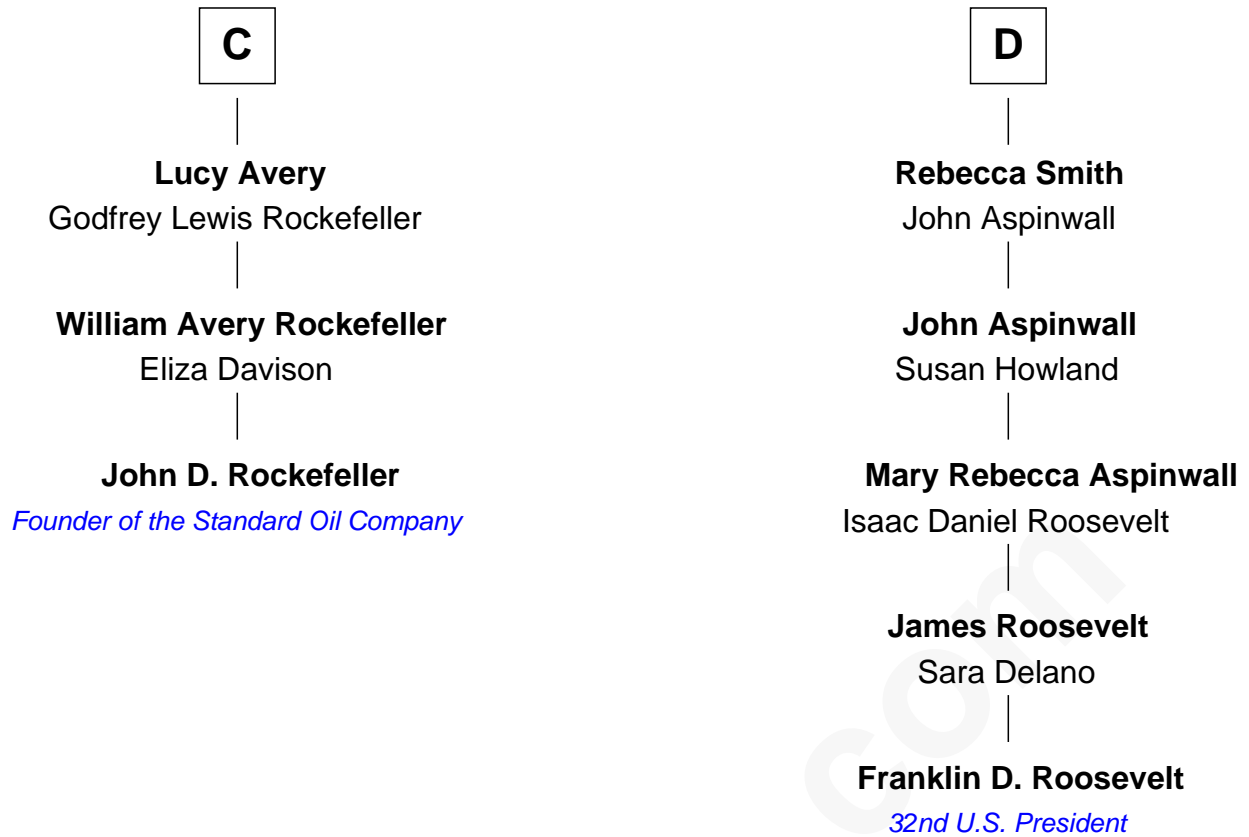 C
Lucy Avery
Godfrey Lewis Rockefeller
William Avery Rockefeller
Eliza Davison
John D. Rockefeller
Founder of the Standard Oil Company
D
Rebecca Smith
John Aspinwall
John Aspinwall
Susan Howland
Mary Rebecca Aspinwall
Isaac Daniel Roosevelt
James Roosevelt
Sara Delano
Franklin D. Roosevelt
32nd U.S. President
com